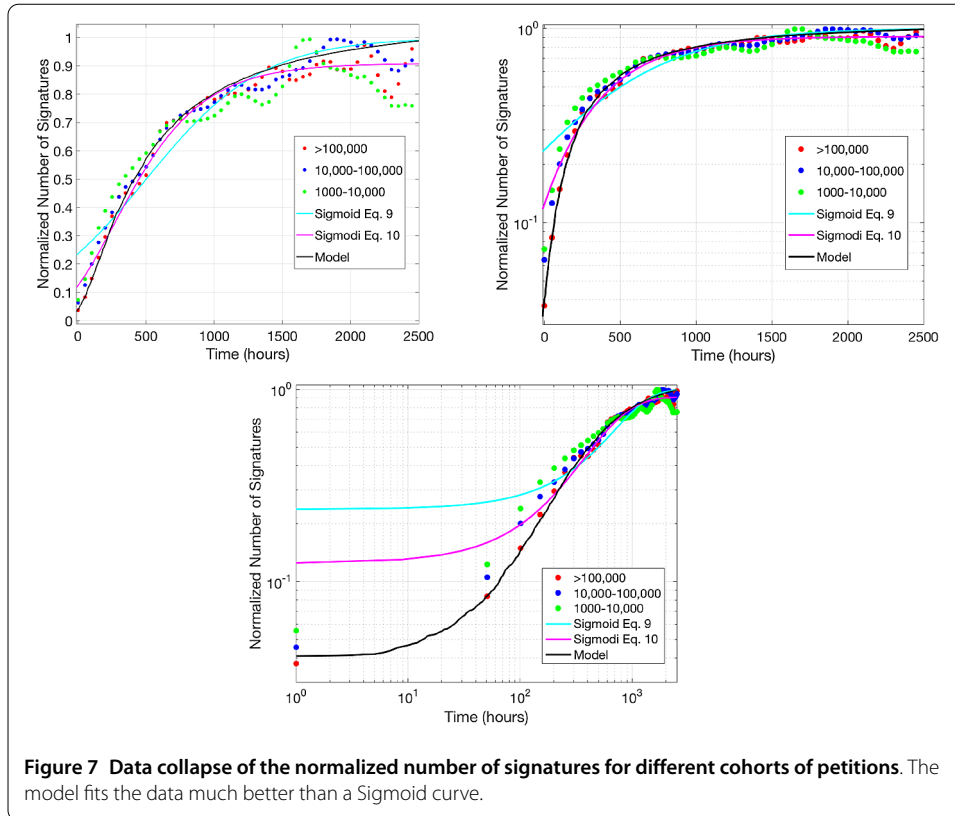 Normalized Number of Signatures
1
0.9
0.8
0.7
0.6
0.5
0.4
0.3
0.2
0.1
0
>100,000
10,000-100,000
1000-10,000
Sigmoid Eq. 9
Sigmodi Eq. 10
Model
0 500 1000 1500 2000 2500
Time (hours)
Normalized Number of Signatures
10⁰
10⁻¹
>100,000
10,000-100,000
1000-10,000
Sigmoid Eq. 9
Sigmodi Eq. 10
Model
0 500 1000 1500 2000 2500
Time (hours)
Normalized Number of Signatures
10⁰
10⁻¹
>100,000
10,000-100,000
1000-10,000
Sigmoid Eq. 9
Sigmodi Eq. 10
Model
10⁰ 10¹ 10² 10³
Time (hours)
Figure 7 Data collapse of the normalized number of signatures for different cohorts of petitions. The
model fits the data much better than a Sigmoid curve.